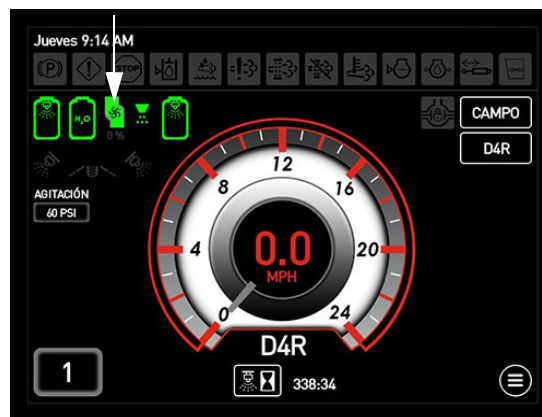 Jueves 9:14 AM
(P)
STOP
H₂O
0 %
CAMPO
D4R
AGITACIÓN
60 PSI
0
4
8
12
16
20
24
0.0
MPH
D4R
1
338:34